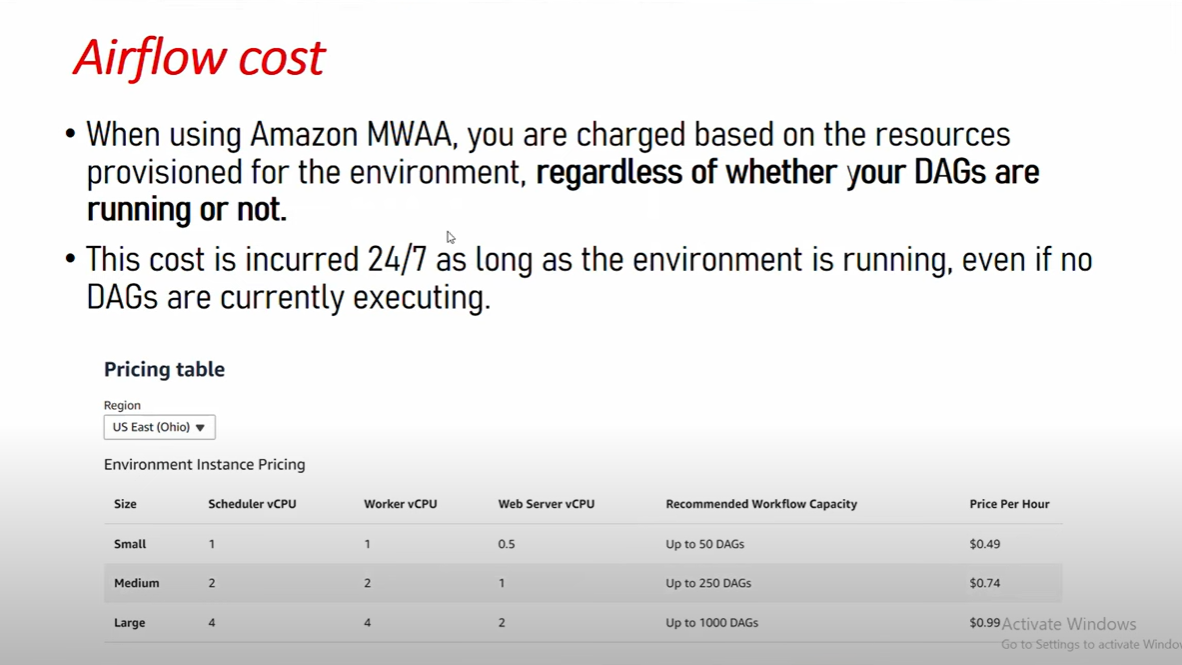 Airflow cost
• When using Amazon MWAA, you are charged based on the resources
provisioned for the environment, regardless of whether your DAGs are
running or not.
• This cost is incurred 24/7 as long as the environment is running, even if no
DAGs are currently executing.
Pricing table
Region
US East (Ohio) ▼
Environment Instance Pricing
Size Scheduler vCPU Worker vCPU Web Server vCPU Recommended Workflow Capacity Price Per Hour
Small 1 1 0.5 Up to 50 DAGs $0.49
Medium 2 2 1 Up to 250 DAGs $0.74
Large 4 4 2 Up to 1000 DAGs $0.99
Activate Windows
Go to Settings to activate Windo